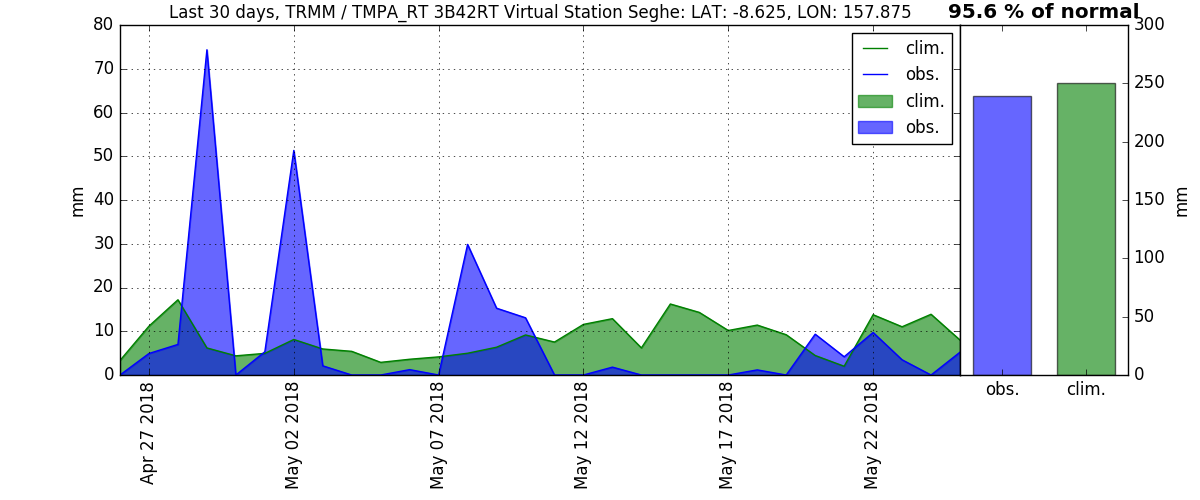 Last 30 days, TRMM / TMPA_RT 3B42RT Virtual Station Seghe: LAT: -8.625, LON: 157.875
95.6 % of normal
80
70
60
50
40
30
20
10
0
mm
clim.
obs.
clim.
obs.
Apr 27 2018
May 02 2018
May 07 2018
May 12 2018
May 17 2018
May 22 2018
300
250
200
150
100
50
0
mm
obs.
clim.